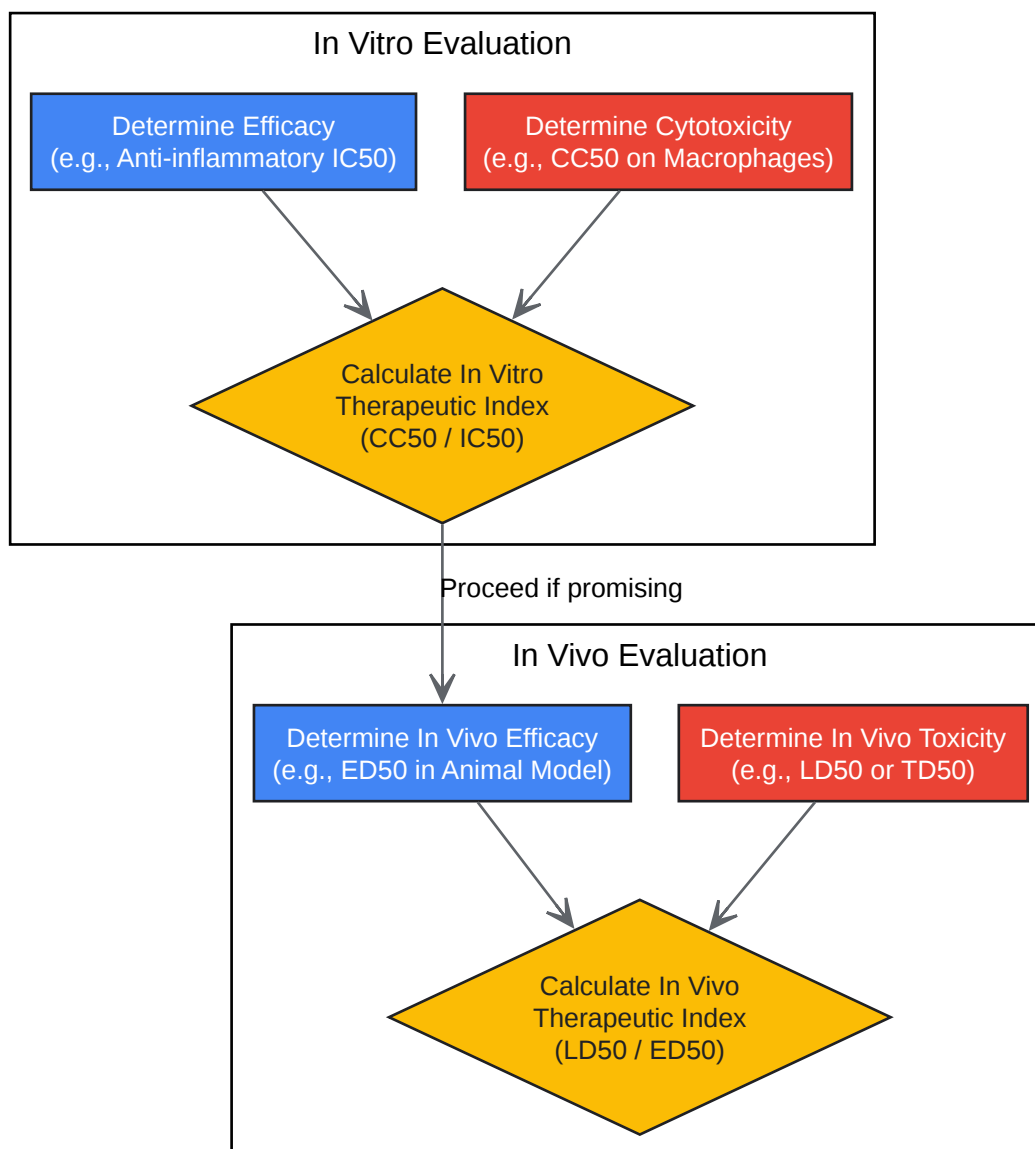 In Vitro Evaluation
Determine Efficacy
(e.g., Anti-inflammatory IC50)
Determine Cytotoxicity
(e.g., CC50 on Macrophages)
Calculate In Vitro
Therapeutic Index
(CC50 / IC50)
Proceed if promising
In Vivo Evaluation
Determine In Vivo Efficacy
(e.g., ED50 in Animal Model)
Determine In Vivo Toxicity
(e.g., LD50 or TD50)
Calculate In Vivo
Therapeutic Index
(LD50 / ED50)